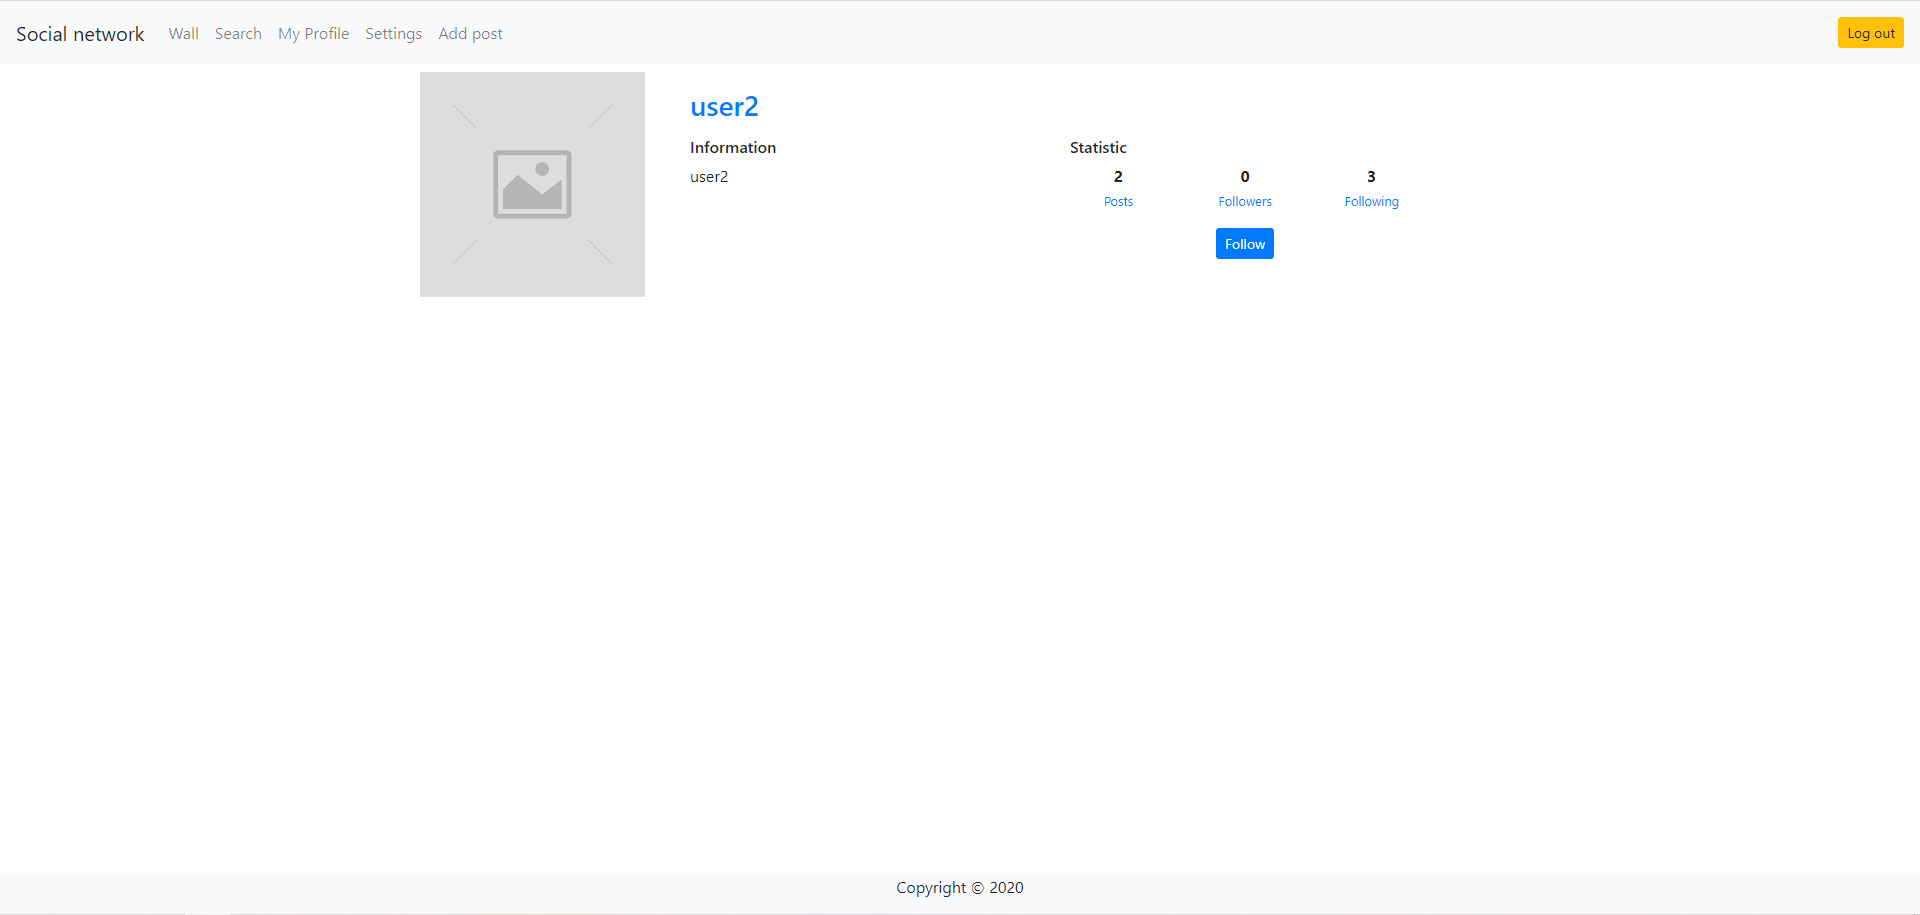 Social network Wall Search My Profile Settings Add post Log out
user2
Information Statistic
user2 2 0 3
Posts Followers Following
Follow
Copyright © 2020